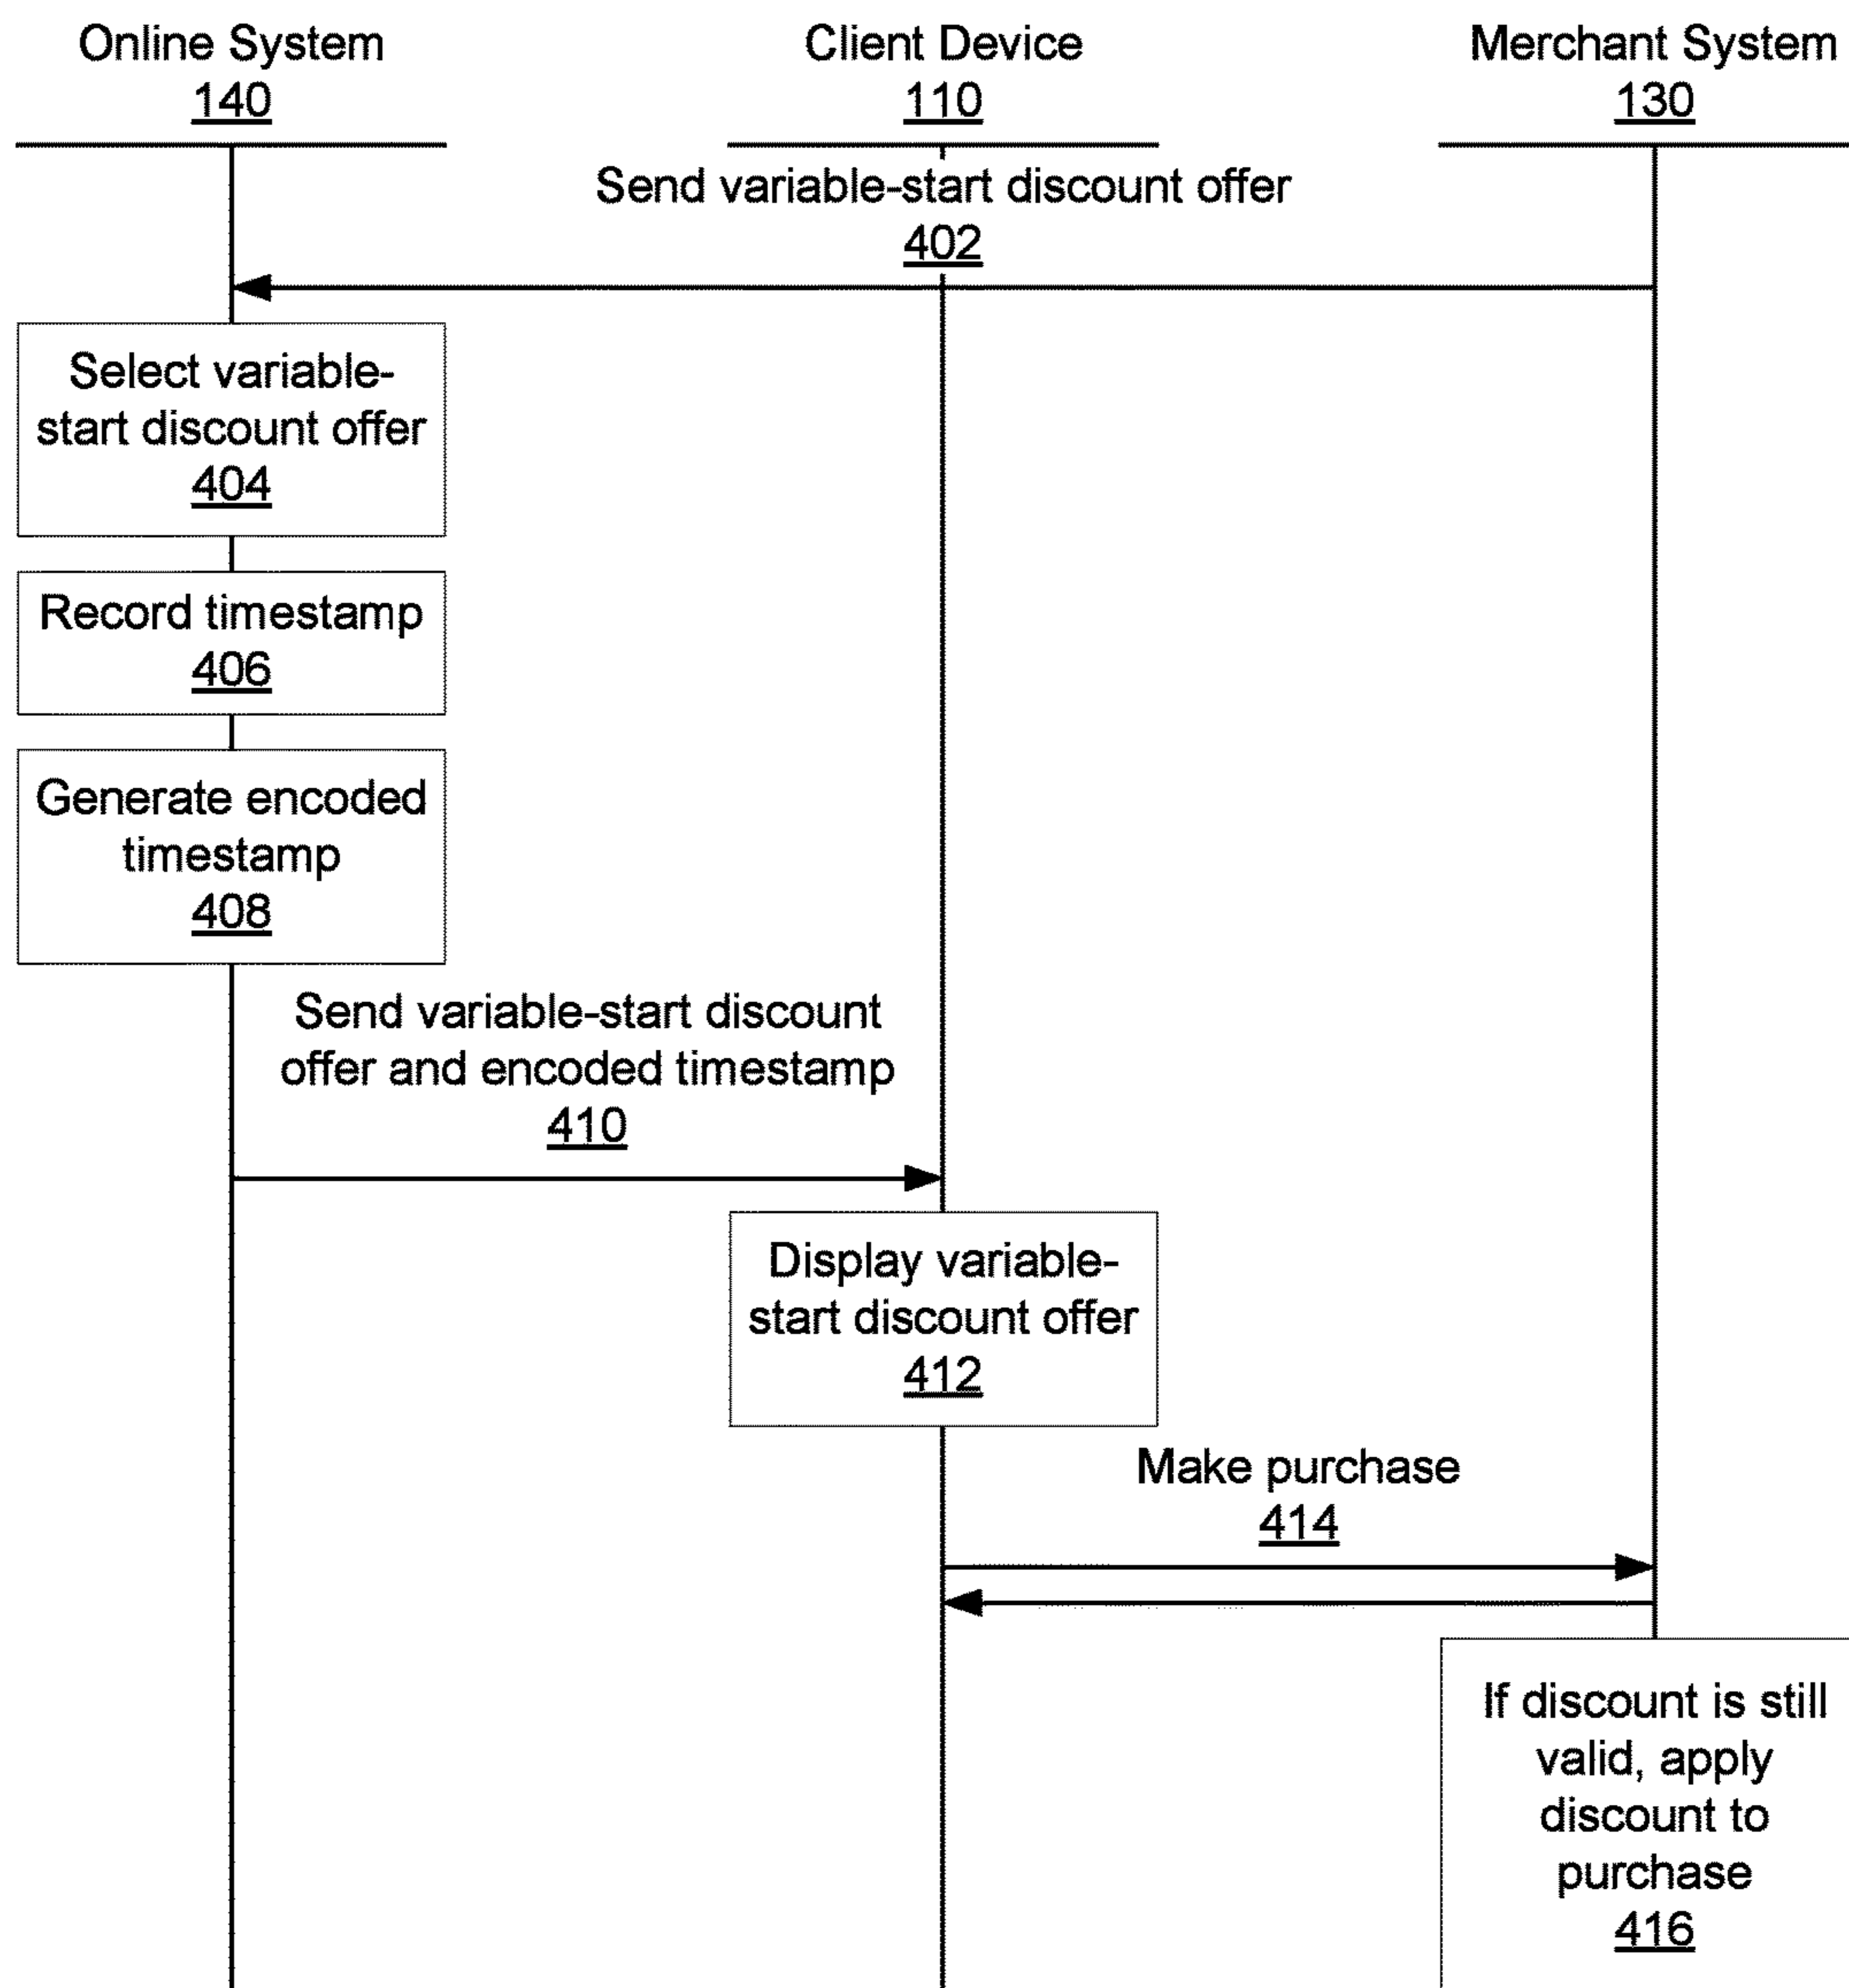 Online System
140
Client Device
110
Merchant System
130
Send variable-start discount offer
402
Select variable-
start discount offer
404
Record timestamp
406
Generate encoded
timestamp
408
Send variable-start discount
offer and encoded timestamp
410
Display variable-
start discount offer
412
Make purchase
414
If discount is still
valid, apply
discount to
purchase
416